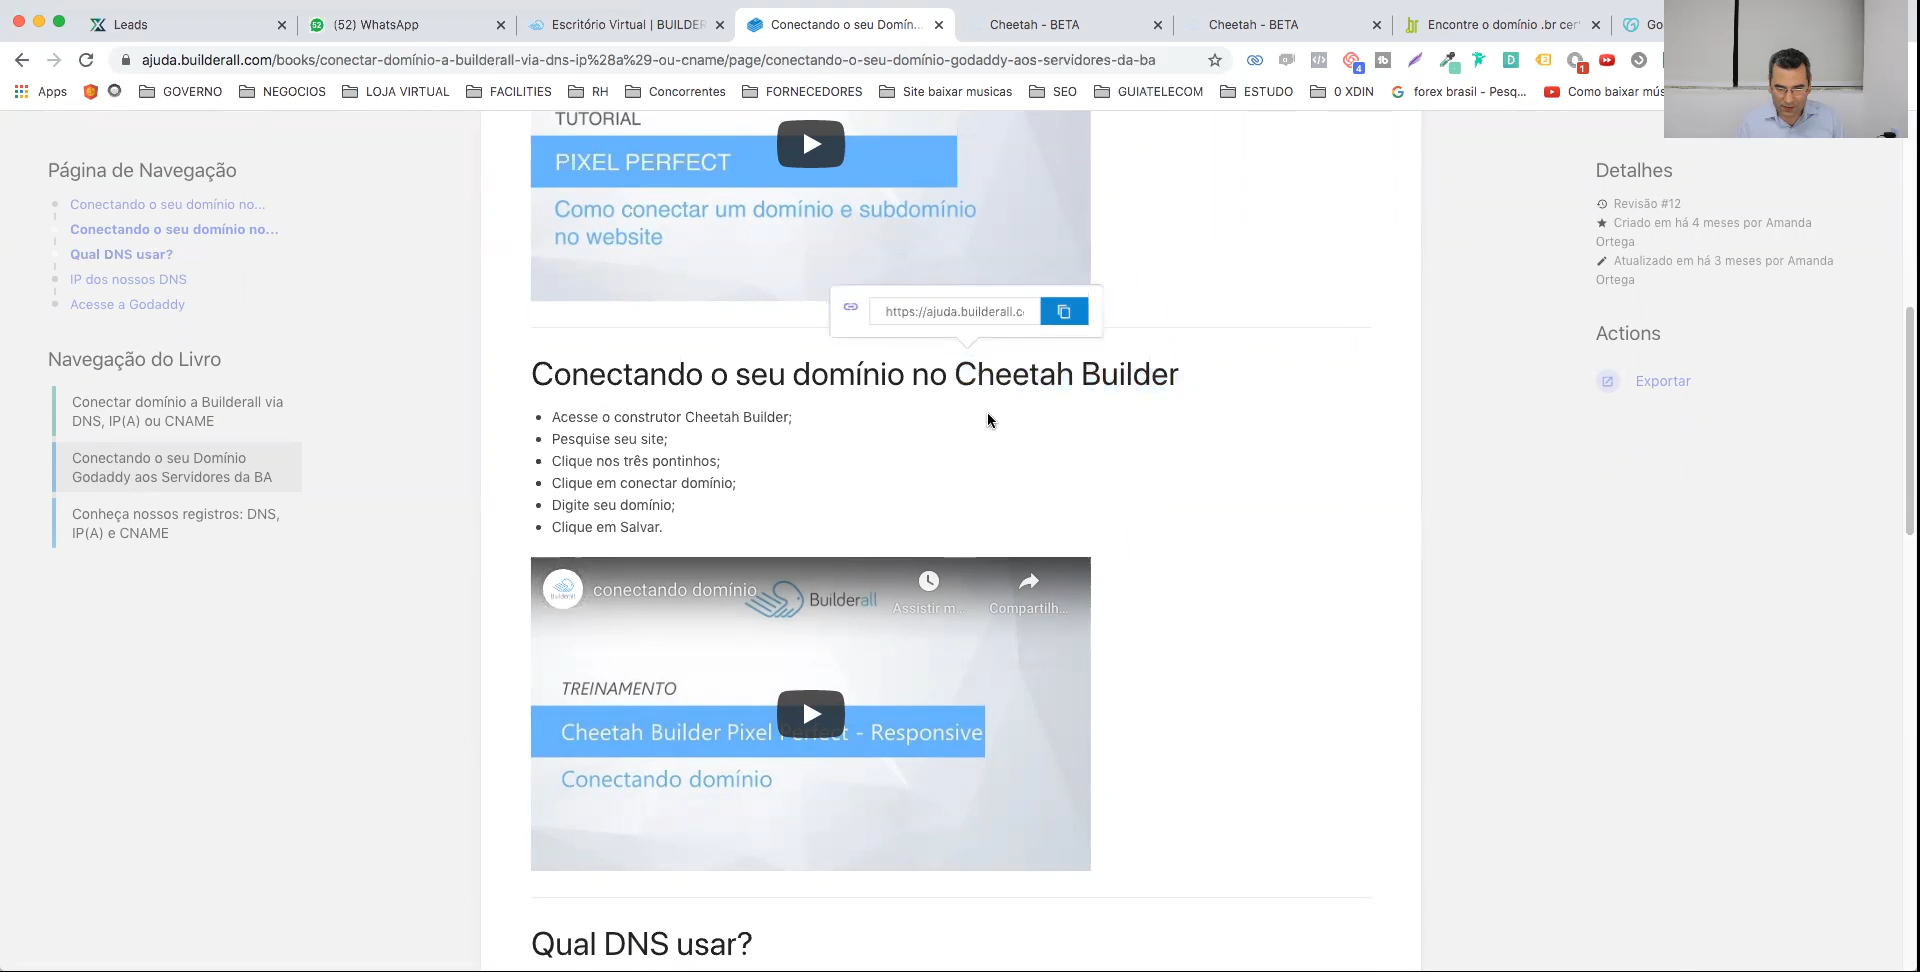 Leads
(52) WhatsApp
Escritório Virtual | BUILDER
Conectando o seu Domín...
Cheetah - BETA
Cheetah - BETA
Encontre o domínio .br cer
Go
ajuda.builderall.com/books/conectar-domínio-a-builderall-via-dns-ip%28a%29-ou-cname/page/conectando-o-seu-domínio-godaddy-aos-servidores-da-ba
Apps
GOVERNO
NEGOCIOS
LOJA VIRTUAL
FACILITIES
RH
Concorrentes
FORNECEDORES
Site baixar musicas
SEO
GUIATELECOM
ESTUDO
0 XDIN
forex brasil - Pesq...
Como baixar mús
Página de Navegação
Conectando o seu domínio no...
Conectando o seu domínio no...
Qual DNS usar?
IP dos nossos DNS
Acesse a Godaddy
Navegação do Livro
Conectar domínio a Builderall via
DNS, IP(A) ou CNAME
Conectando o seu Domínio
Godaddy aos Servidores da BA
Conheça nossos registros: DNS,
IP(A) e CNAME
TUTORIAL
PIXEL PERFECT
Como conectar um domínio e subdomínio
no website
https://ajuda.builderall.c
Conectando o seu domínio no Cheetah Builder
Acesse o construtor Cheetah Builder;
Pesquise seu site;
Clique nos três pontinhos;
Clique em conectar domínio;
Digite seu domínio;
Clique em Salvar.
conectando domínio
Builderall
Assistir m...
Compartilh...
TREINAMENTO
Cheetah Builder Pixel Perfect - Responsive
Conectando domínio
Qual DNS usar?
Detalhes
Revisão #12
Criado em há 4 meses por Amanda
Ortega
Atualizado em há 3 meses por Amanda
Ortega
Actions
Exportar